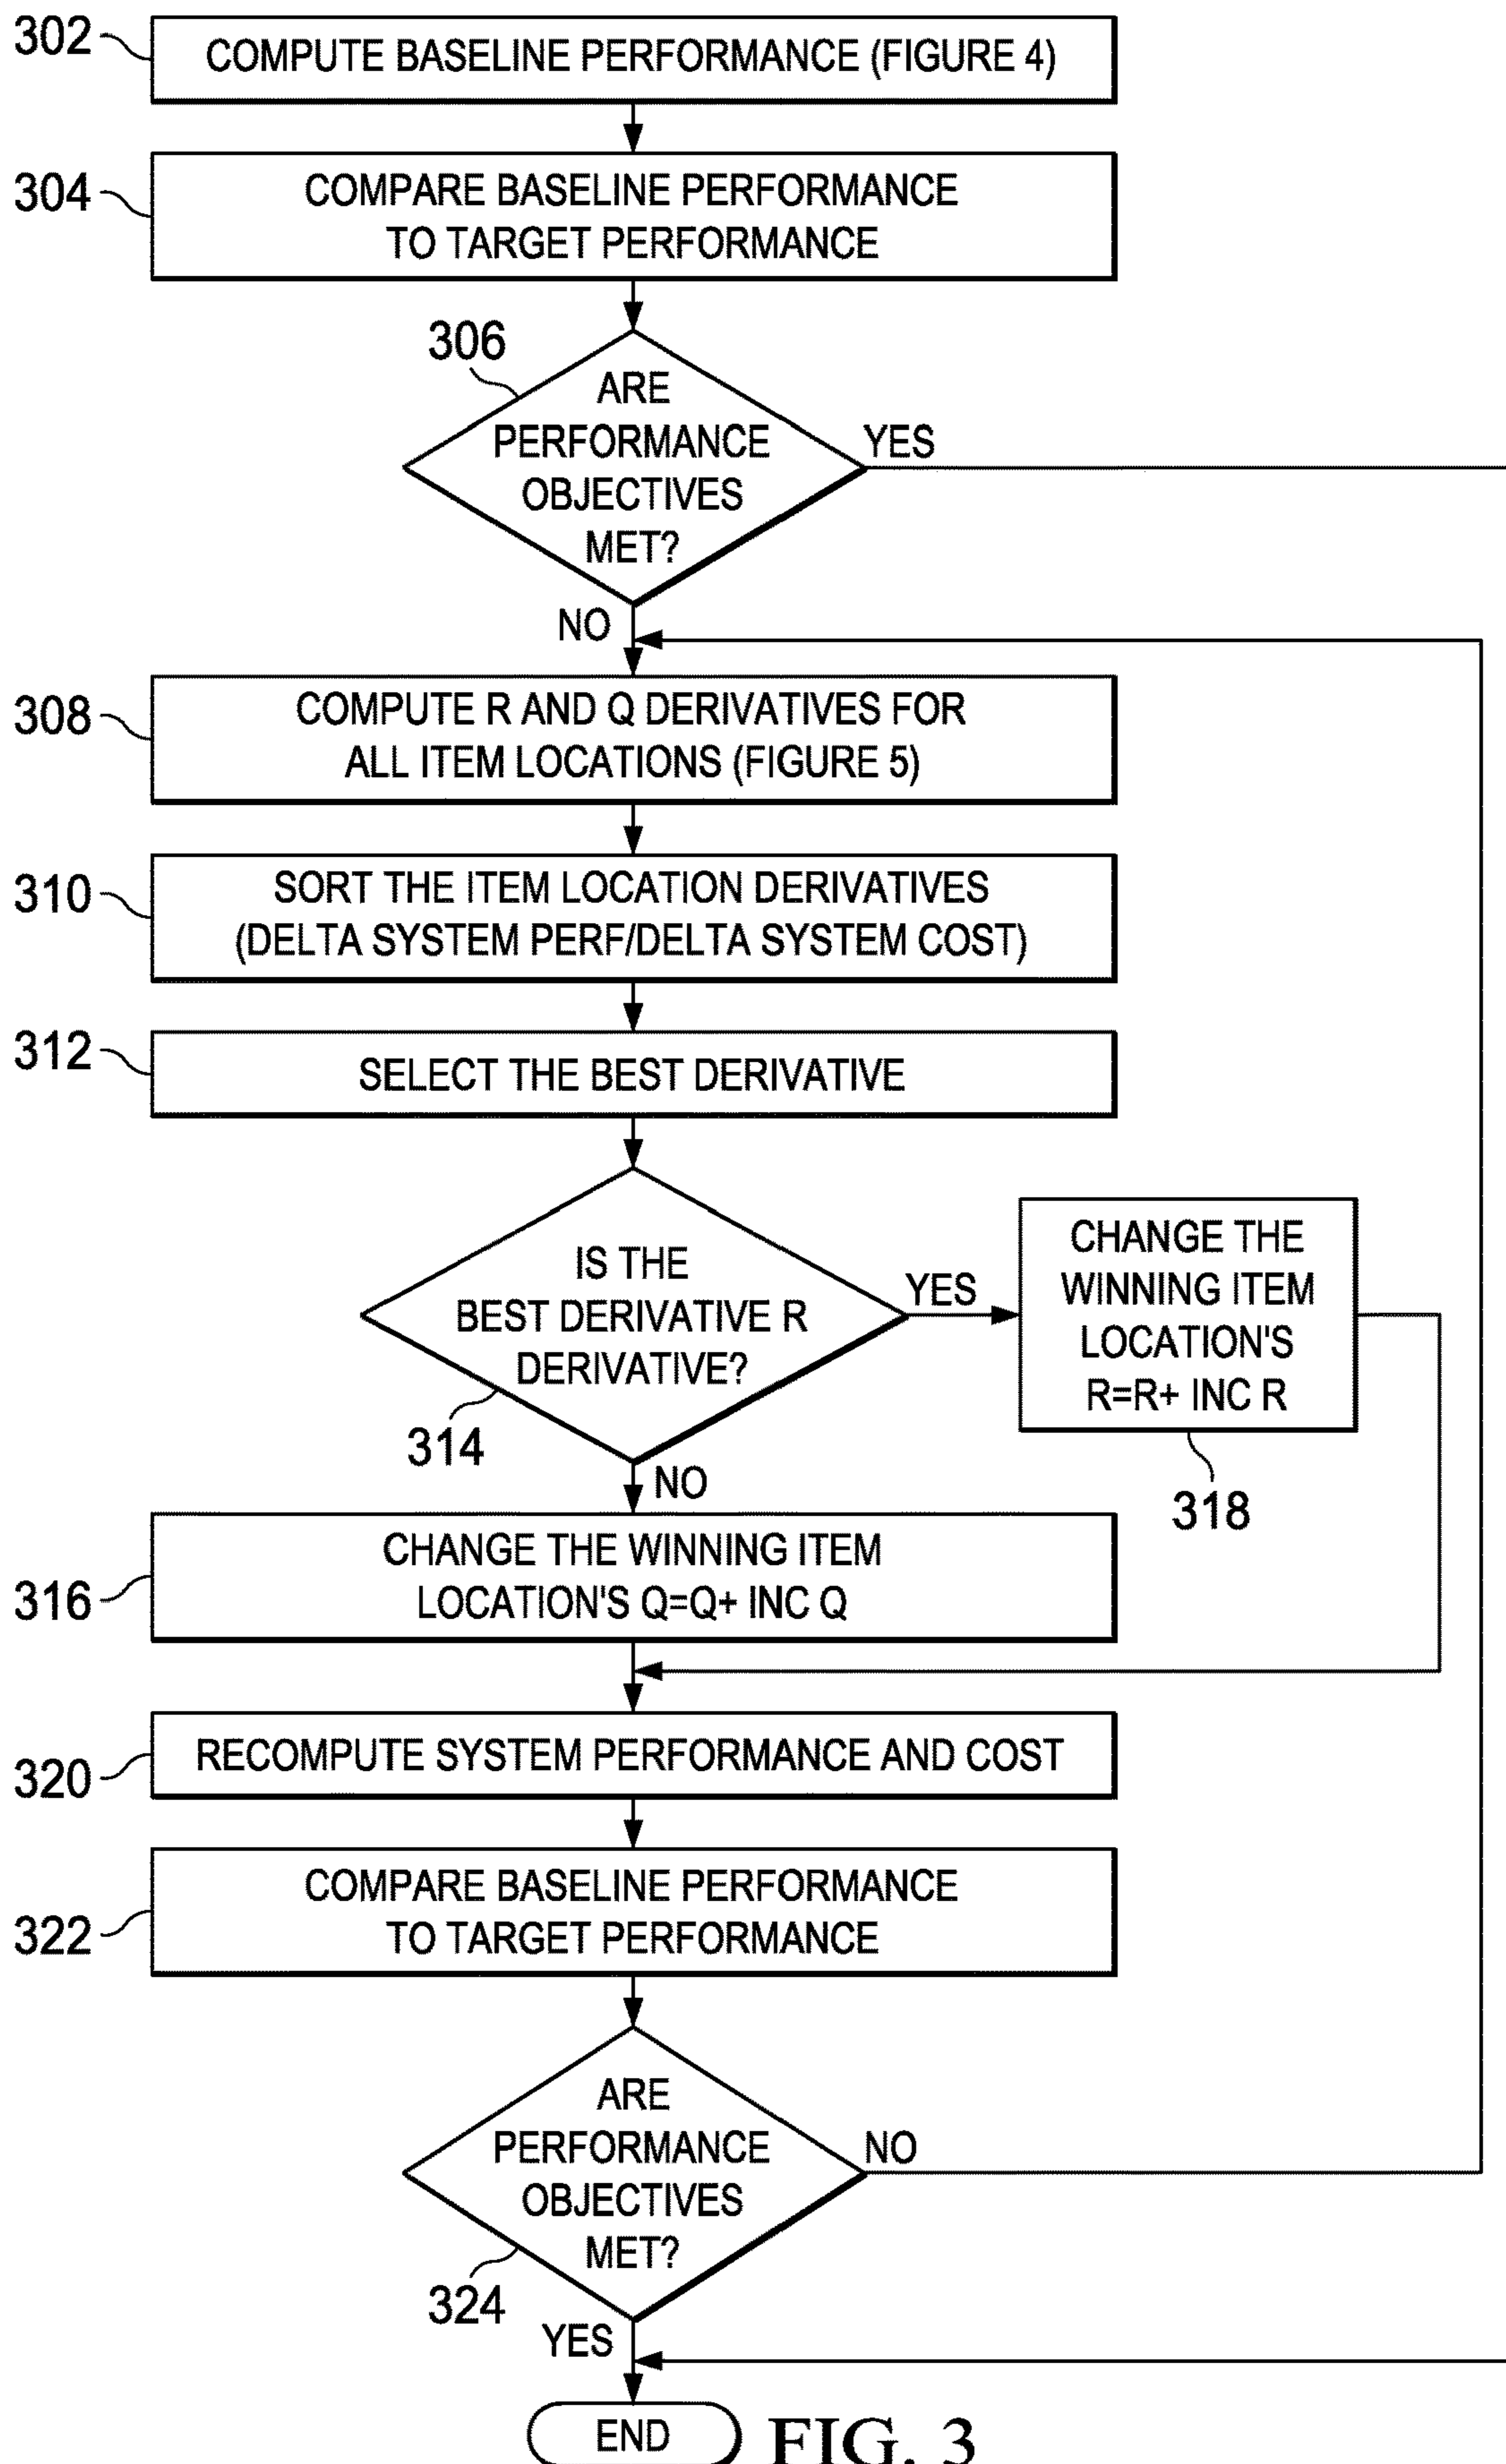 302
COMPUTE BASELINE PERFORMANCE (FIGURE 4)
304
COMPARE BASELINE PERFORMANCE
TO TARGET PERFORMANCE
306
ARE
PERFORMANCE
OBJECTIVES
MET?
YES
NO
308
COMPUTE R AND Q DERIVATIVES FOR
ALL ITEM LOCATIONS (FIGURE 5)
310
SORT THE ITEM LOCATION DERIVATIVES
(DELTA SYSTEM PERF/DELTA SYSTEM COST)
312
SELECT THE BEST DERIVATIVE
IS THE
BEST DERIVATIVE R
DERIVATIVE?
314
YES
CHANGE THE
WINNING ITEM
LOCATION'S
R=R+ INC R
318
NO
316
CHANGE THE WINNING ITEM
LOCATION'S Q=Q+ INC Q
320
RECOMPUTE SYSTEM PERFORMANCE AND COST
322
COMPARE BASELINE PERFORMANCE
TO TARGET PERFORMANCE
ARE
PERFORMANCE
OBJECTIVES
MET?
324
NO
YES
END
FIG. 3